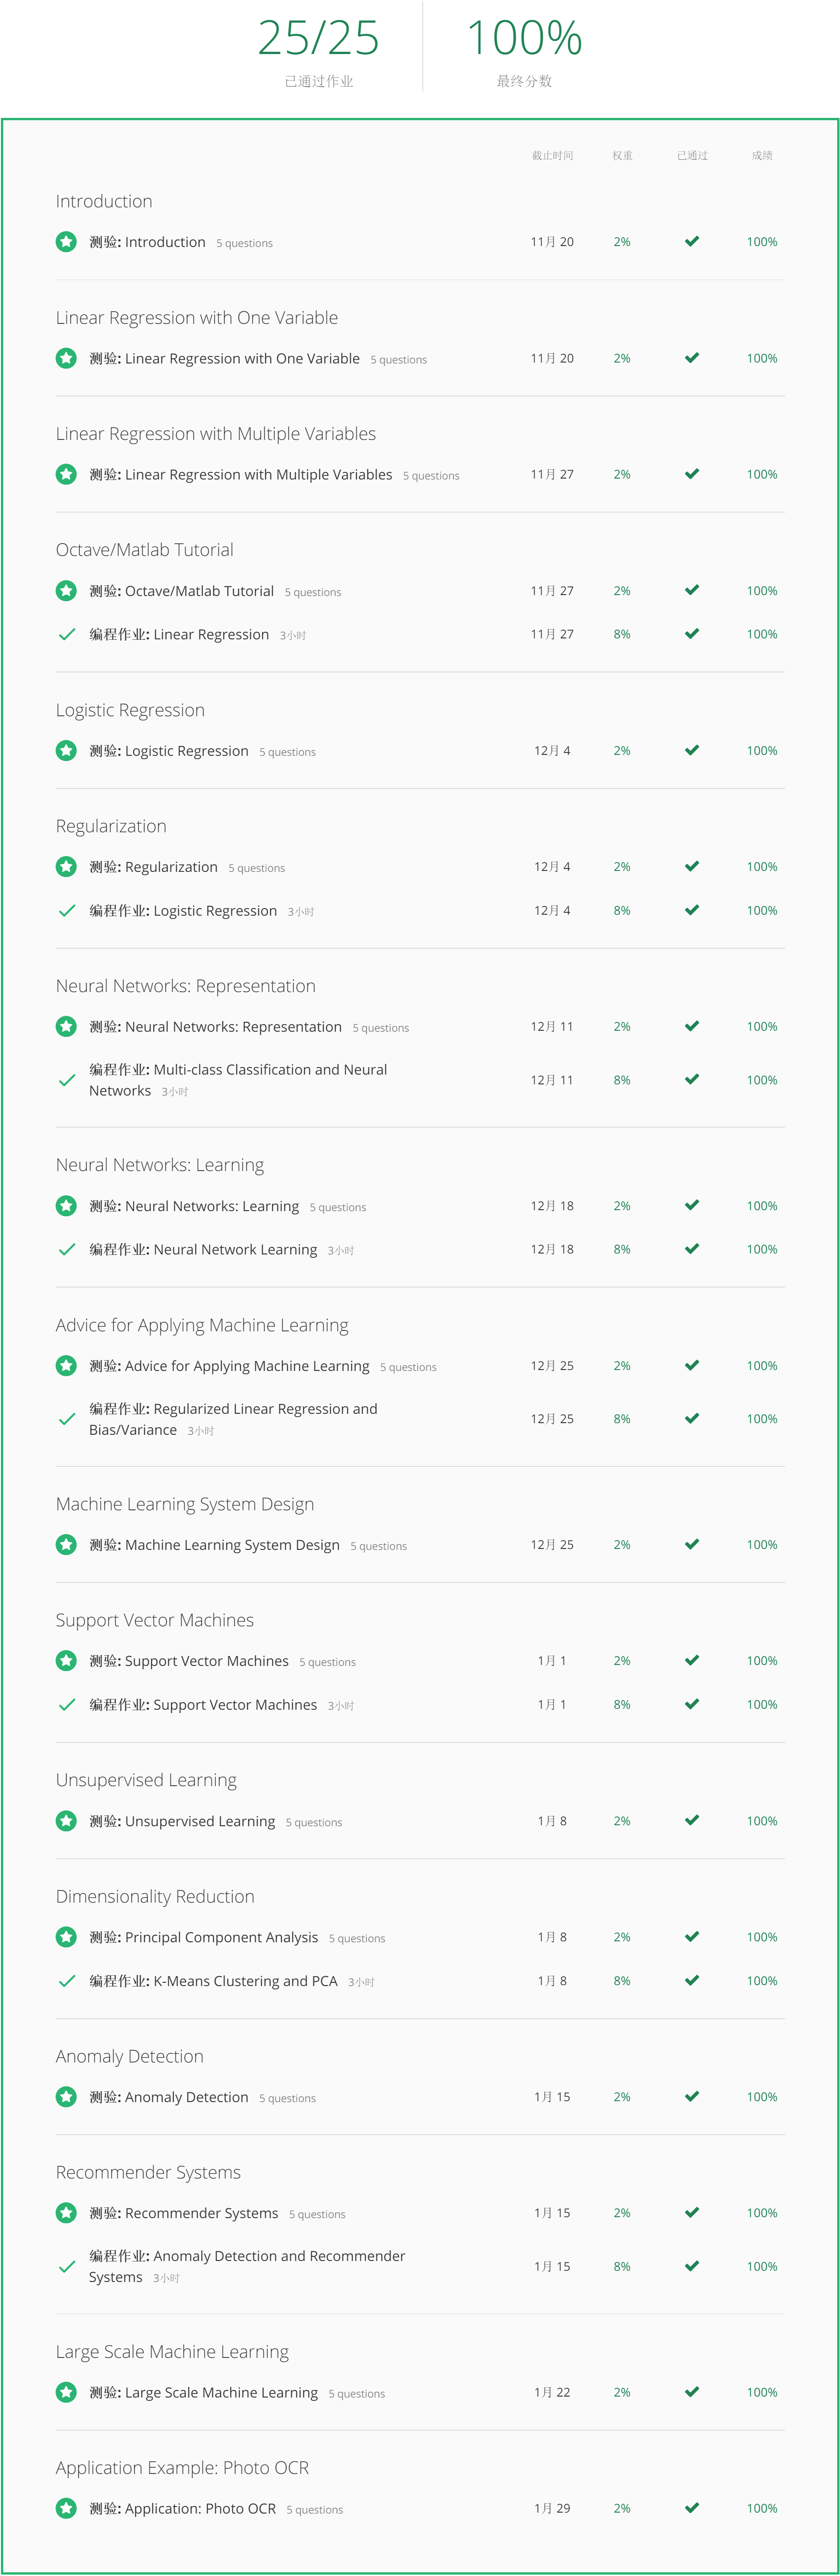 25/25
100%
已通过作业
最终分数
截止时间 权重 已通过 成绩
Introduction
测验: Introduction 5 questions 11月 20 2% 100%
Linear Regression with One Variable
测验: Linear Regression with One Variable 5 questions 11月 20 2% 100%
Linear Regression with Multiple Variables
测验: Linear Regression with Multiple Variables 5 questions 11月 27 2% 100%
Octave/Matlab Tutorial
测验: Octave/Matlab Tutorial 5 questions 11月 27 2% 100%
编程作业: Linear Regression 3小时 11月 27 8% 100%
Logistic Regression
测验: Logistic Regression 5 questions 12月 4 2% 100%
Regularization
测验: Regularization 5 questions 12月 4 2% 100%
编程作业: Logistic Regression 3小时 12月 4 8% 100%
Neural Networks: Representation
测验: Neural Networks: Representation 5 questions 12月 11 2% 100%
编程作业: Multi-class Classification and Neural
Networks 3小时 12月 11 8% 100%
Neural Networks: Learning
测验: Neural Networks: Learning 5 questions 12月 18 2% 100%
编程作业: Neural Network Learning 3小时 12月 18 8% 100%
Advice for Applying Machine Learning
测验: Advice for Applying Machine Learning 5 questions 12月 25 2% 100%
编程作业: Regularized Linear Regression and
Bias/Variance 3小时 12月 25 8% 100%
Machine Learning System Design
测验: Machine Learning System Design 5 questions 12月 25 2% 100%
Support Vector Machines
测验: Support Vector Machines 5 questions 1月 1 2% 100%
编程作业: Support Vector Machines 3小时 1月 1 8% 100%
Unsupervised Learning
测验: Unsupervised Learning 5 questions 1月 8 2% 100%
Dimensionality Reduction
测验: Principal Component Analysis 5 questions 1月 8 2% 100%
编程作业: K-Means Clustering and PCA 3小时 1月 8 8% 100%
Anomaly Detection
测验: Anomaly Detection 5 questions 1月 15 2% 100%
Recommender Systems
测验: Recommender Systems 5 questions 1月 15 2% 100%
编程作业: Anomaly Detection and Recommender
Systems 3小时 1月 15 8% 100%
Large Scale Machine Learning
测验: Large Scale Machine Learning 5 questions 1月 22 2% 100%
Application Example: Photo OCR
测验: Application: Photo OCR 5 questions 1月 29 2% 100%